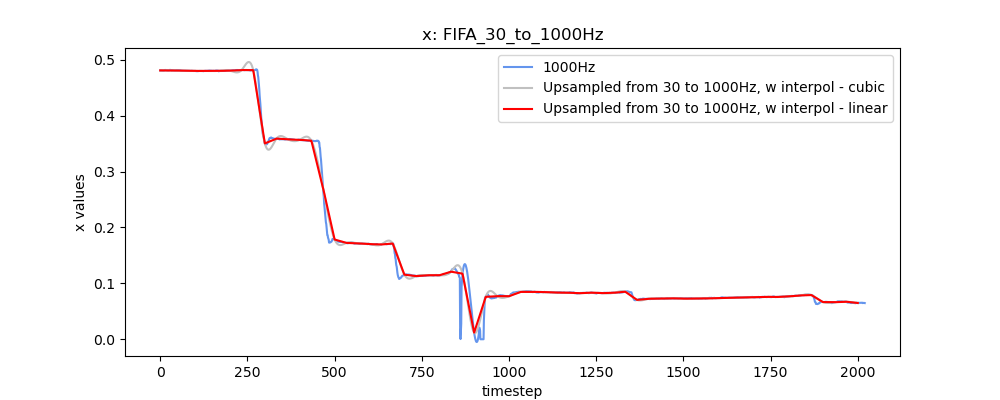 x: FIFA_30_to_1000Hz
1000Hz
Upsampled from 30 to 1000Hz, w interpol - cubic
Upsampled from 30 to 1000Hz, w interpol - linear
x values
0.5
0.4
0.3
0.2
0.1
0.0
0 250 500 750 1000 1250 1500 1750 2000
timestep